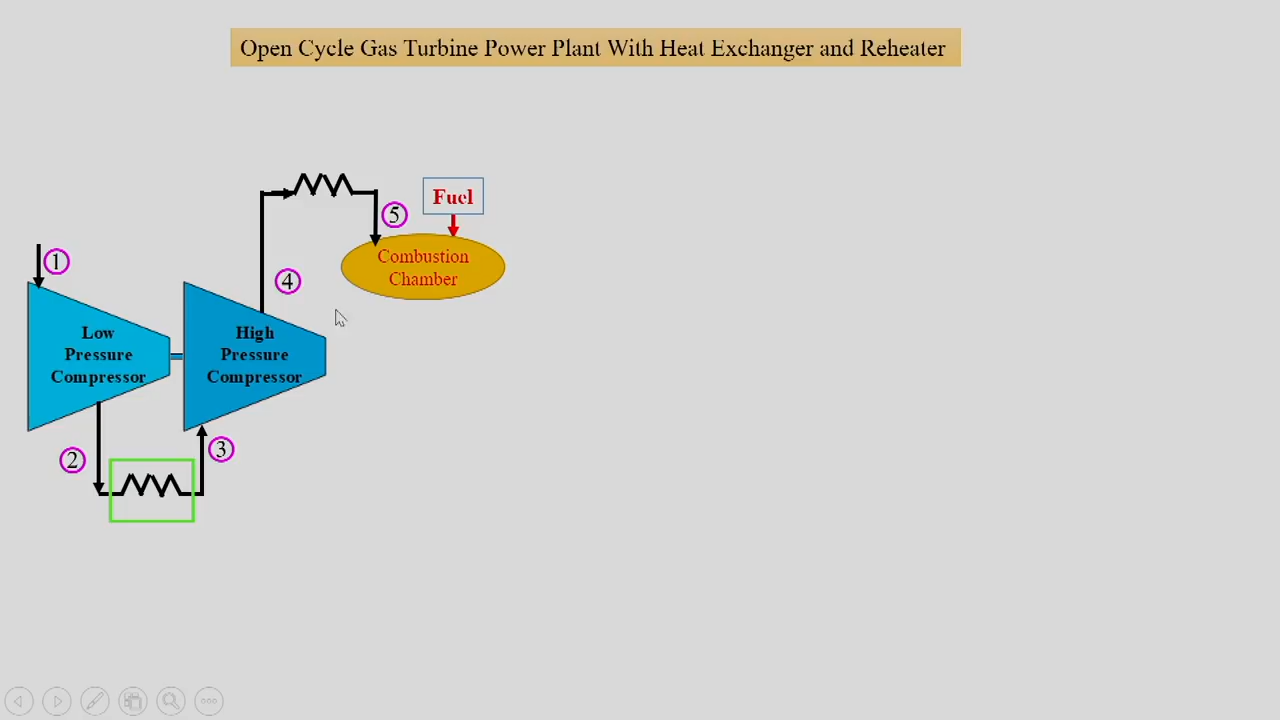 Open Cycle Gas Turbine Power Plant With Heat Exchanger and Reheater
Fuel
5
Combustion
Chamber
1
4
Low
Pressure
Compressor
High
Pressure
Compressor
2
3